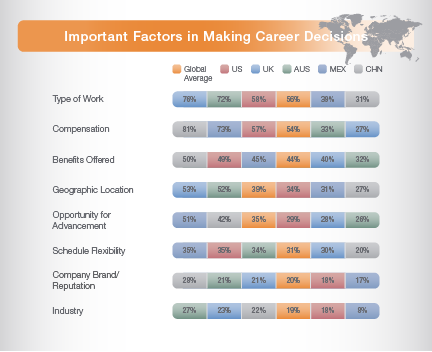 Important Factors in Making Career Decisions
Global Average US UK AUS MEX CHN
Type of Work 76% 72% 58% 56% 38% 31%
Compensation 81% 73% 57% 54% 33% 27%
Benefits Offered 50% 49% 45% 44% 40% 32%
Geographic Location 53% 52% 39% 34% 31% 27%
Opportunity for
Advancement 51% 42% 35% 29% 28% 26%
Schedule Flexibility 35% 35% 34% 31% 30% 20%
Company Brand/
Reputation 28% 21% 21% 20% 18% 17%
Industry 27% 23% 22% 19% 18% 8%